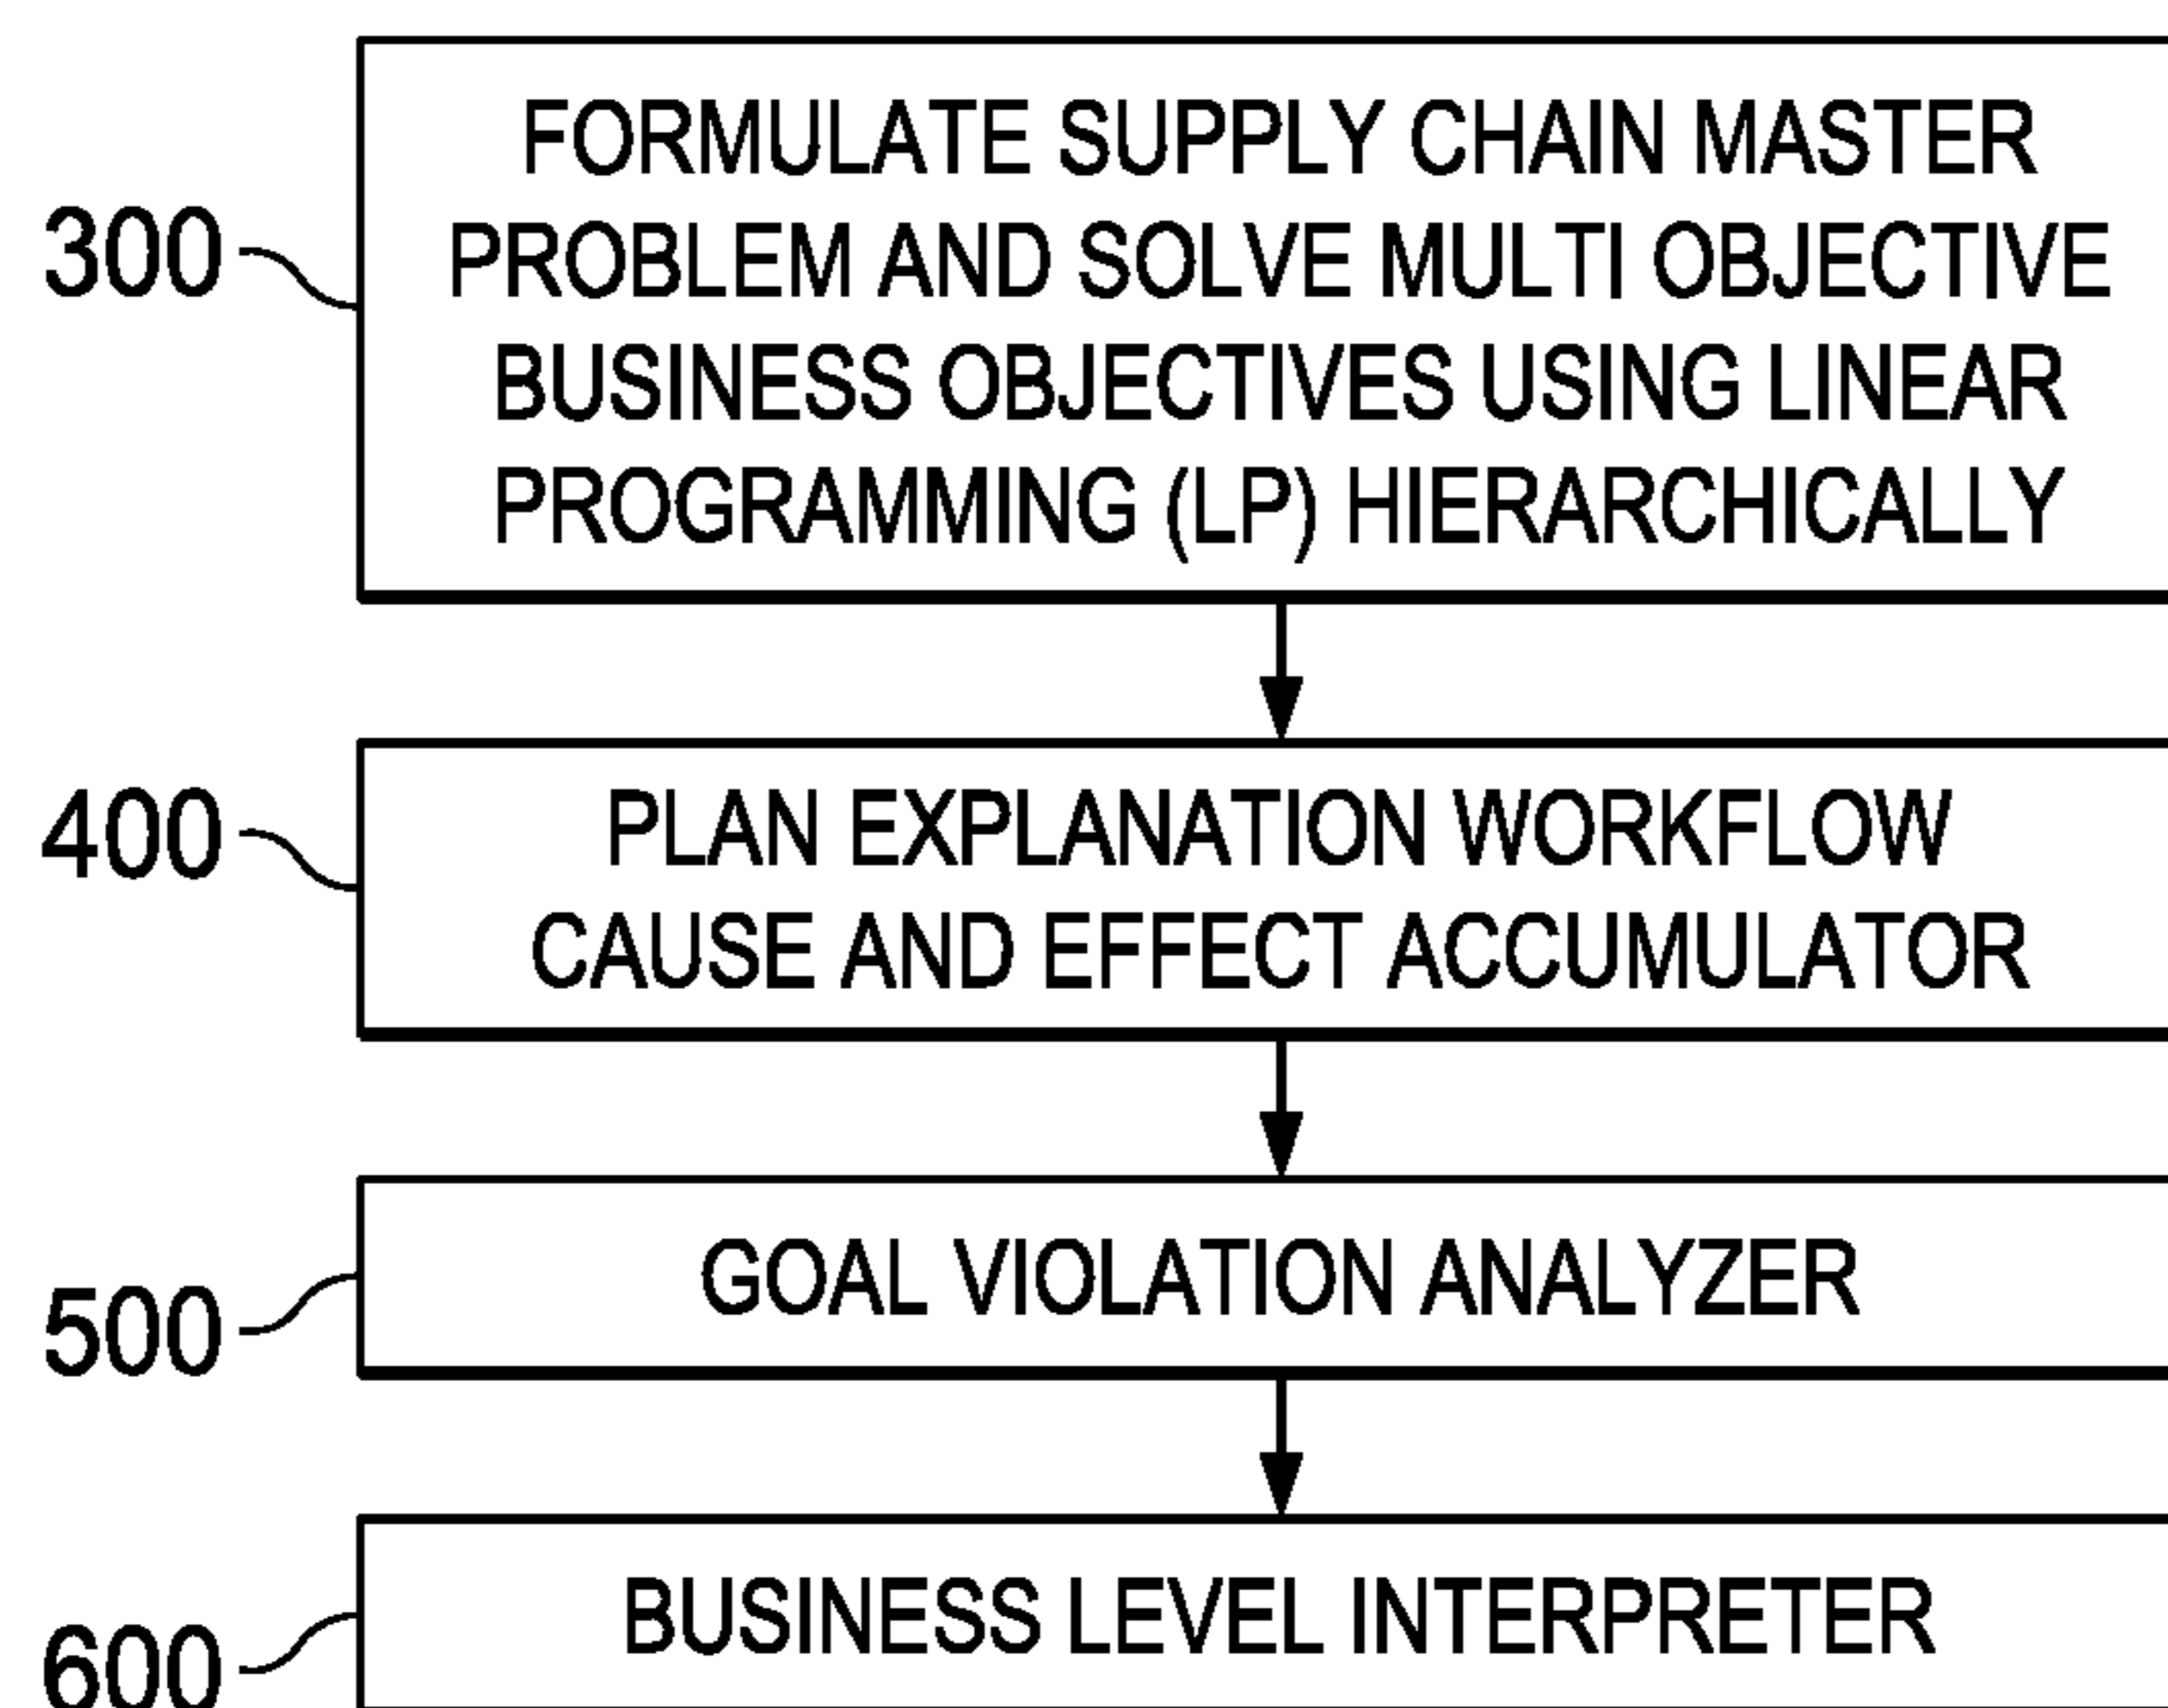 FORMULATE SUPPLY CHAIN MASTER
300
PROBLEM AND SOLVE MULTI OBJECTIVE
BUSINESS OBJECTIVES USING LINEAR
PROGRAMMING (LP) HIERARCHICALLY
400
PLAN EXPLANATION WORKFLOW
CAUSE AND EFFECT ACCUMULATOR
500
GOAL VIOLATION ANALYZER
600
BUSINESS LEVEL INTERPRETER